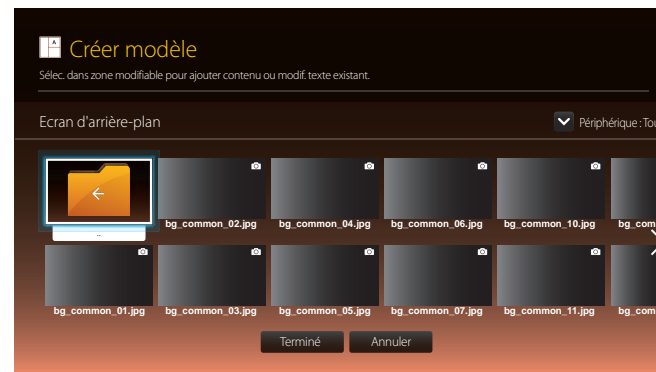 Créer modèle
Sélec. dans zone modifiable pour ajouter contenu ou modif. texte existant.
Ecran d'arrière-plan
Périphérique : Tou
..
bg_common_02.jpg
bg_common_04.jpg
bg_common_06.jpg
bg_common_10.jpg
bg_com
bg_common_01.jpg
bg_common_03.jpg
bg_common_05.jpg
bg_common_07.jpg
bg_common_11.jpg
bg_com
Terminé
Annuler